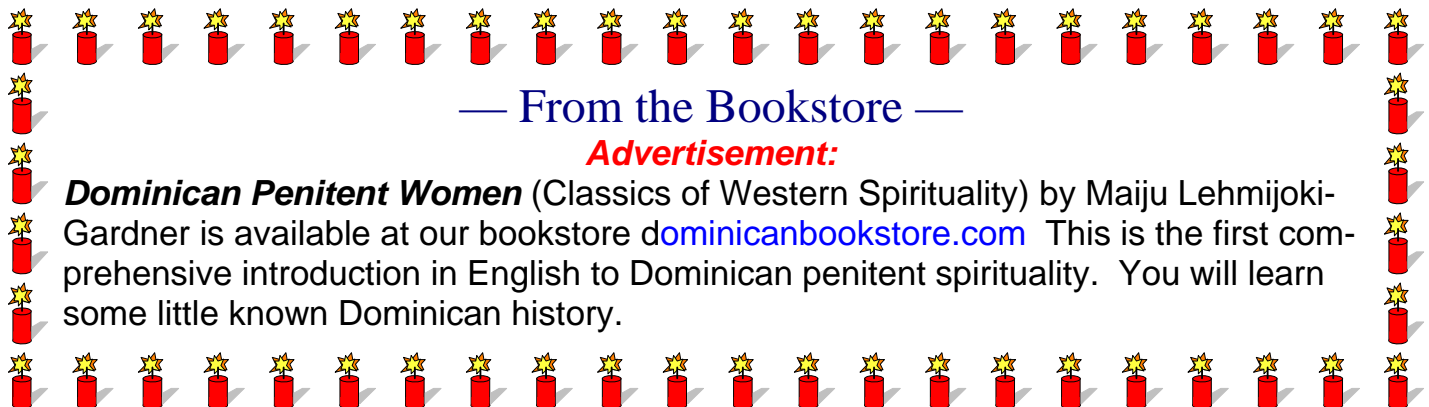 — From the Bookstore —
Advertisement:
Dominican Penitent Women (Classics of Western Spirituality) by Maiju Lehmijoki-
Gardner is available at our bookstore dominicanbookstore.com  This is the first com-
prehensive introduction in English to Dominican penitent spirituality.  You will learn
some little known Dominican history.